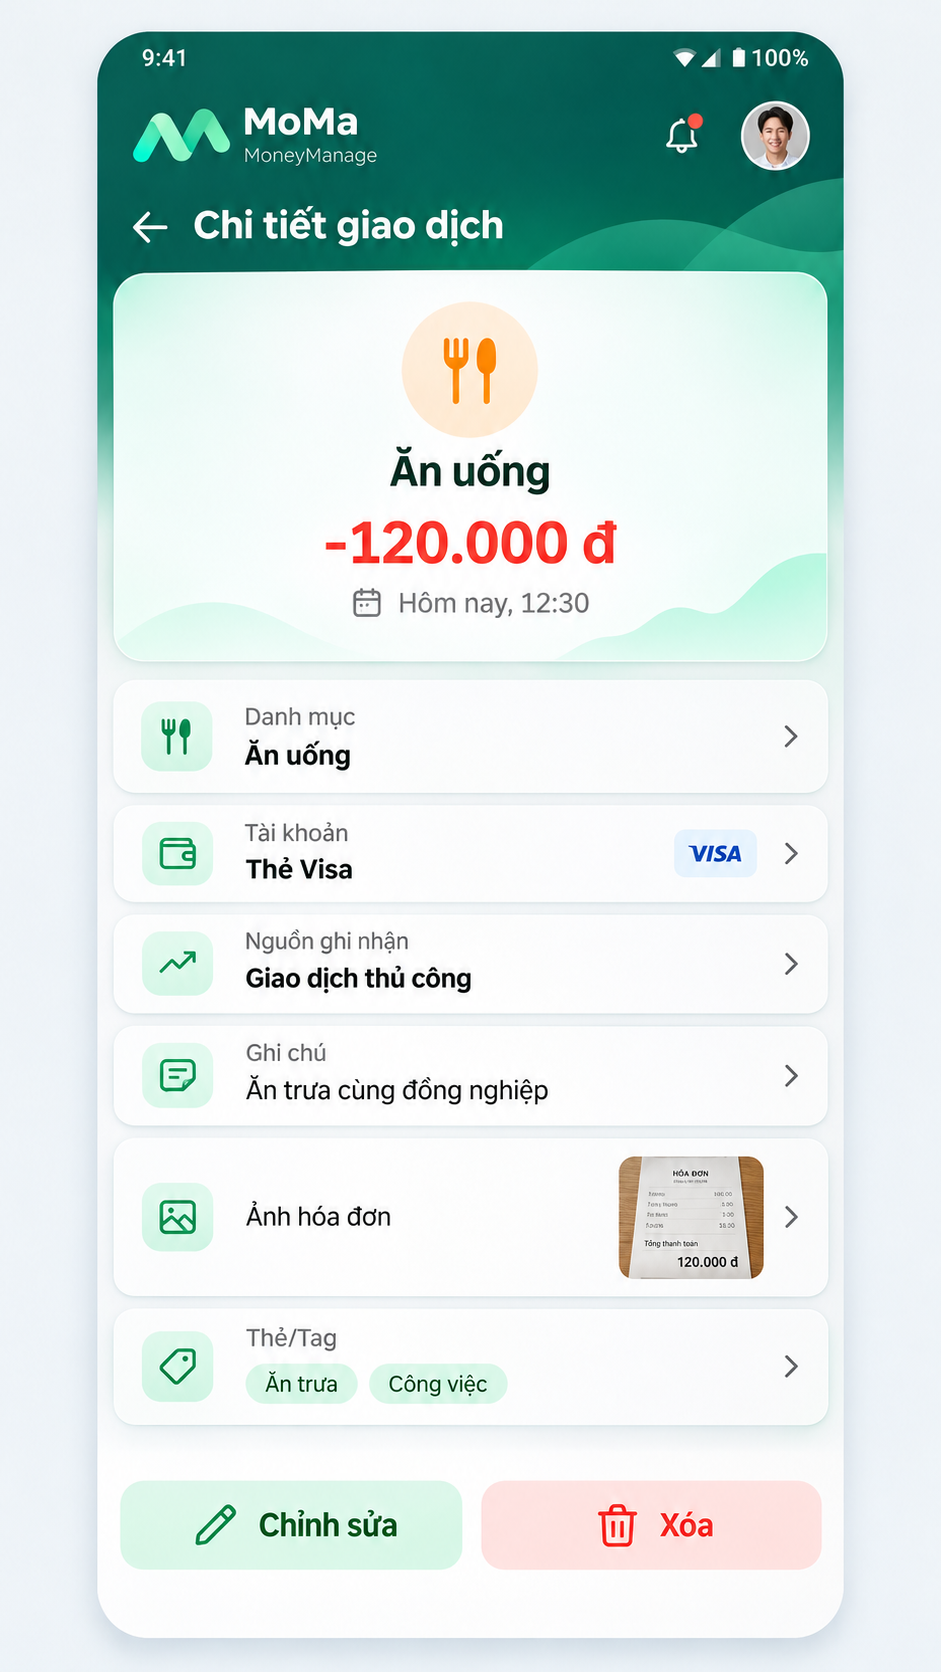 9:41
100%
MoMa
MoneyManage
Chi tiết giao dịch
Ăn uống
-120.000 đ
Hôm nay, 12:30
Danh mục
Ăn uống
Tài khoản
Thẻ Visa
VISA
Nguồn ghi nhận
Giao dịch thủ công
Ghi chú
Ăn trưa cùng đồng nghiệp
Ảnh hóa đơn
HÓA ĐƠN
Tổng thanh toán
120.000 đ
Thẻ/Tag
Ăn trưa
Công việc
Chỉnh sửa
Xóa